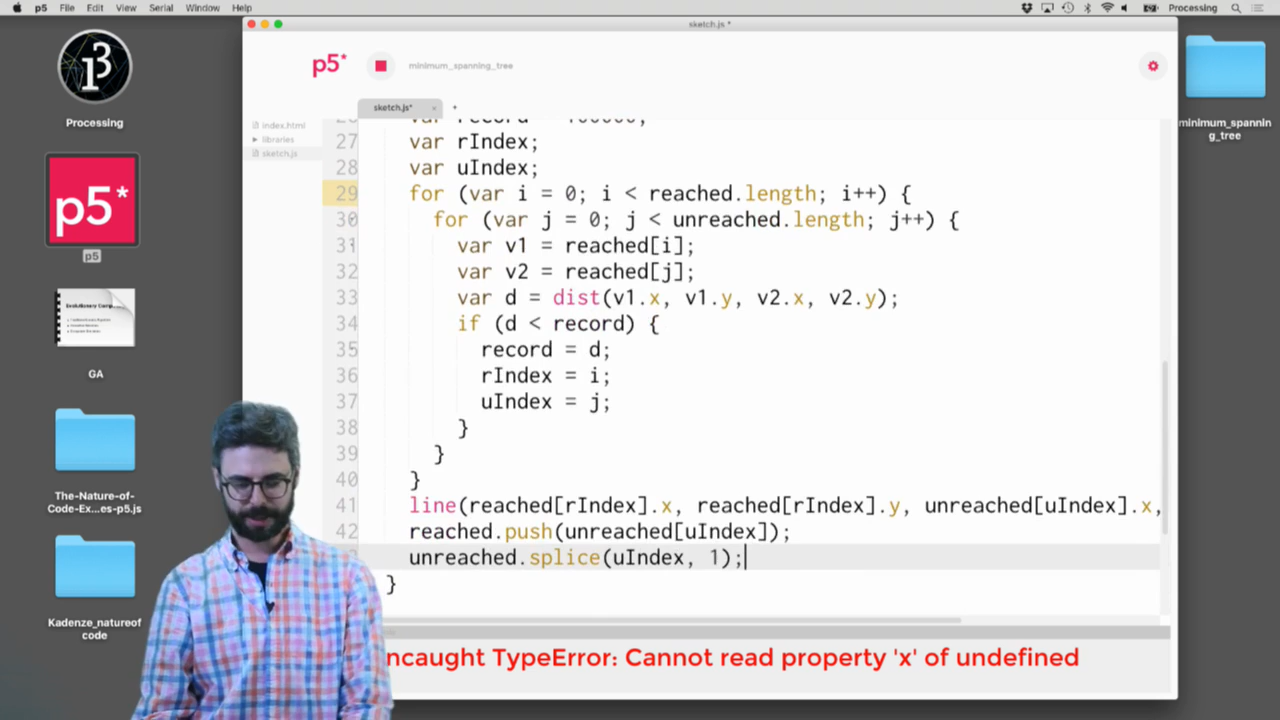 p5 File Edit View Serial Window Help Processing
sketch.js *
p5* minimum_spanning_tree
sketch.js* × +
index.html
libraries
sketch.js
27 var rIndex;
28 var uIndex;
29 for (var i = 0; i < reached.length; i++) {
30 for (var j = 0; j < unreached.length; j++) {
31 var v1 = reached[i];
32 var v2 = reached[j];
33 var d = dist(v1.x, v1.y, v2.x, v2.y);
34 if (d < record) {
35 record = d;
36 rIndex = i;
37 uIndex = j;
38 }
39 }
40 }
41 line(reached[rIndex].x, reached[rIndex].y, unreached[uIndex].x,
42 reached.push(unreached[uIndex]);
unreached.splice(uIndex, 1);
}
ncaught TypeError: Cannot read property 'x' of undefined
Processing
p5*
p5
GA
The-Nature-of-
Code-Ex...es-p5.js
Kadenze_natureof
code
minimum_spannin
g_tree